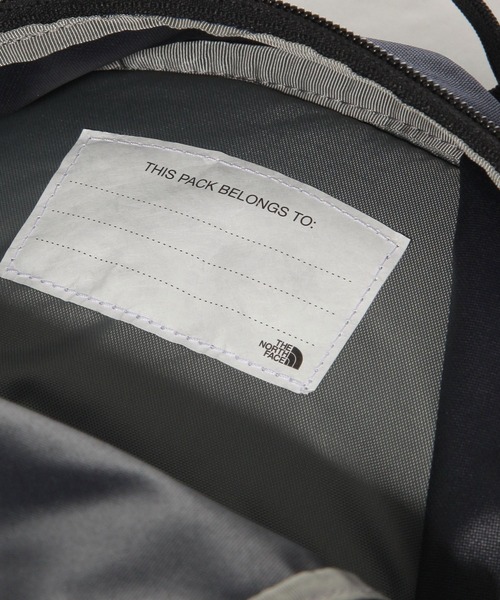 THIS PACK BELONGS TO:
THE
NORTH
FACE